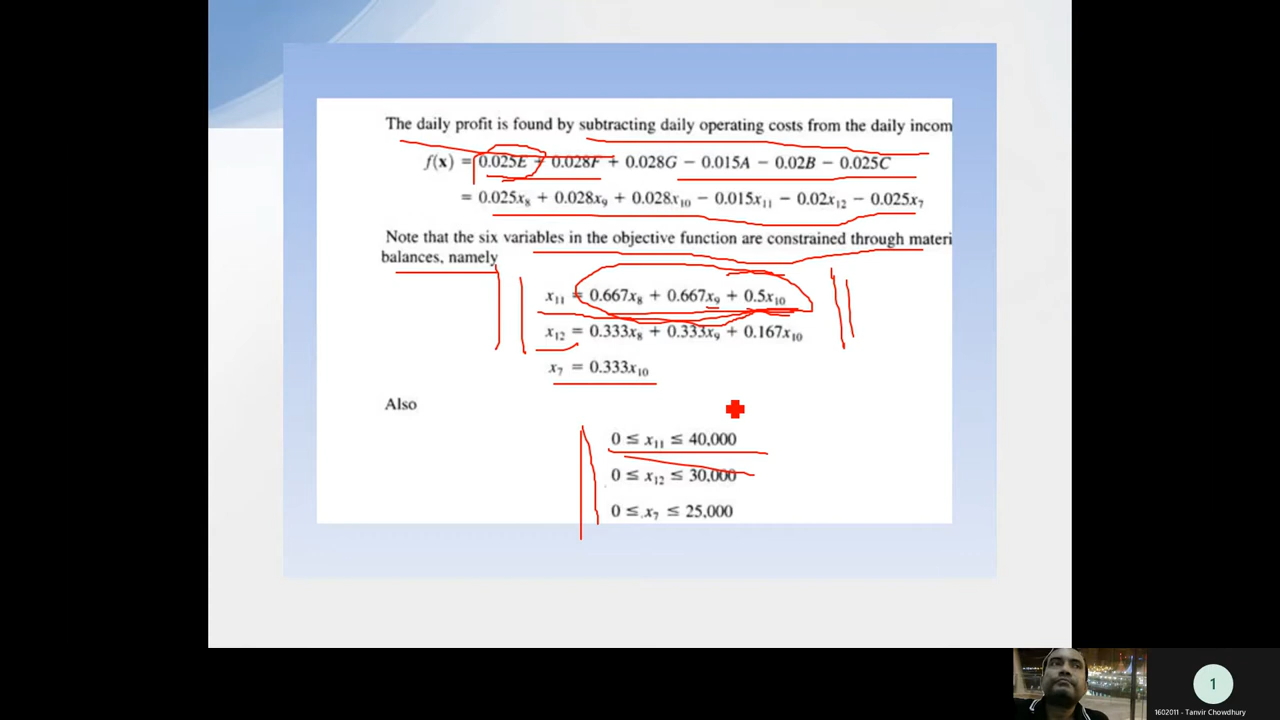 The daily profit is found by subtracting daily operating costs from the daily incom
f(x) = 0.025E + 0.028F + 0.028G − 0.015A − 0.02B − 0.025C
= 0.025x₈ + 0.028x₉ + 0.028x₁₀ − 0.015x₁₁ − 0.02x₁₂ − 0.025x₇
Note that the six variables in the objective function are constrained through materi
balances, namely
x₁₁ = 0.667x₈ + 0.667x₉ + 0.5x₁₀
x₁₂ = 0.333x₈ + 0.333x₉ + 0.167x₁₀
x₇ = 0.333x₁₀
Also
0 ≤ x₁₁ ≤ 40,000
0 ≤ x₁₂ ≤ 30,000
0 ≤ x₇ ≤ 25,000
1
1602011 - Tanvir Chowdhury